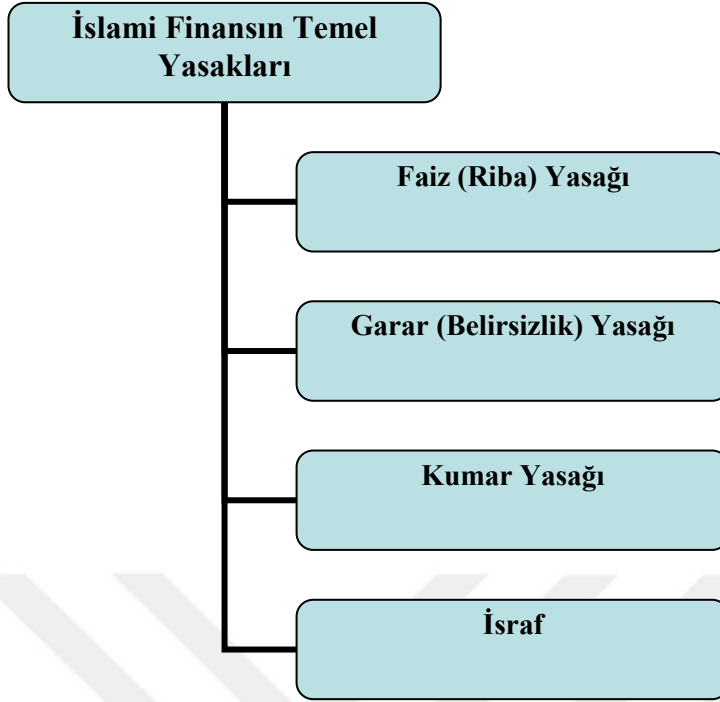 İslami Finansın Temel
Yasakları
Faiz (Riba) Yasağı
Garar (Belirsizlik) Yasağı
Kumar Yasağı
İsraf